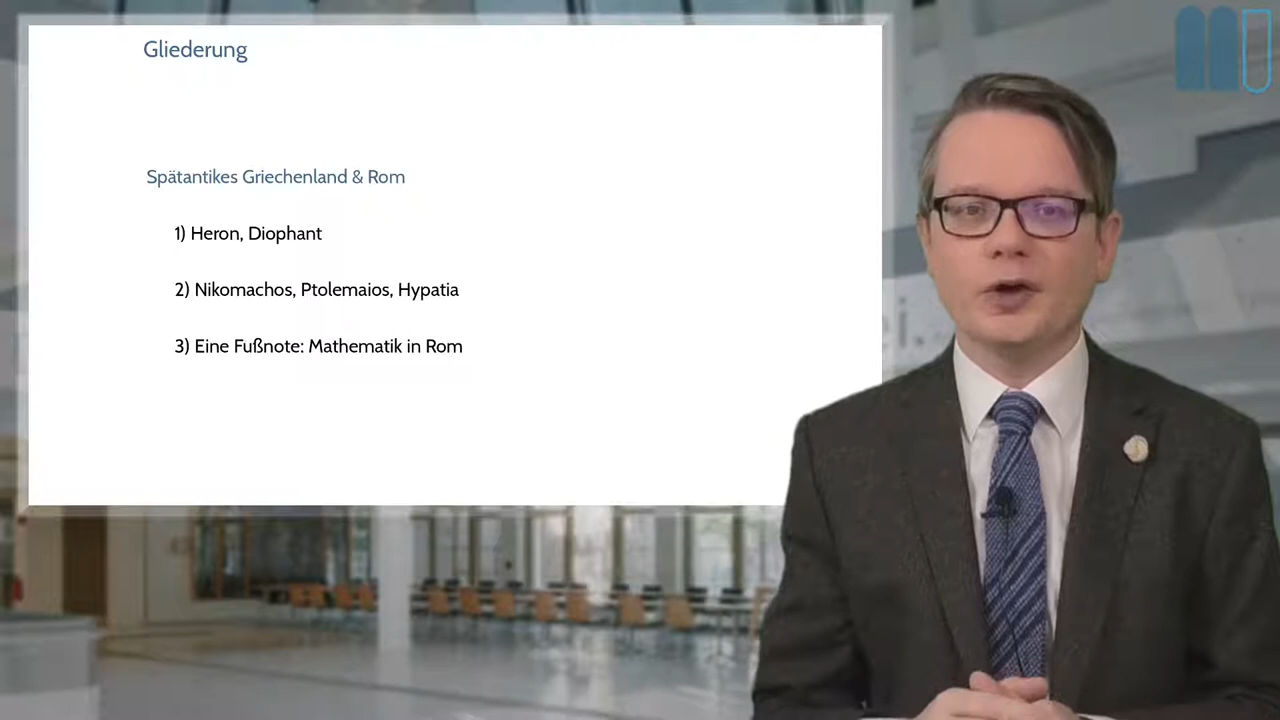 Gliederung
Spätantikes Griechenland & Rom
1) Heron, Diophant
2) Nikomachos, Ptolemaios, Hypatia
3) Eine Fußnote: Mathematik in Rom